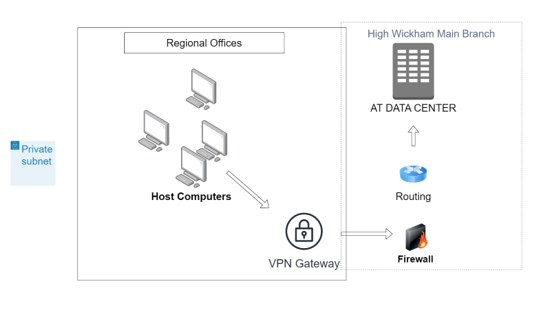 High Wickham Main Branch
Regional Offices
AT DATA CENTER
Private
subnet
Host Computers
Routing
VPN Gateway
Firewall